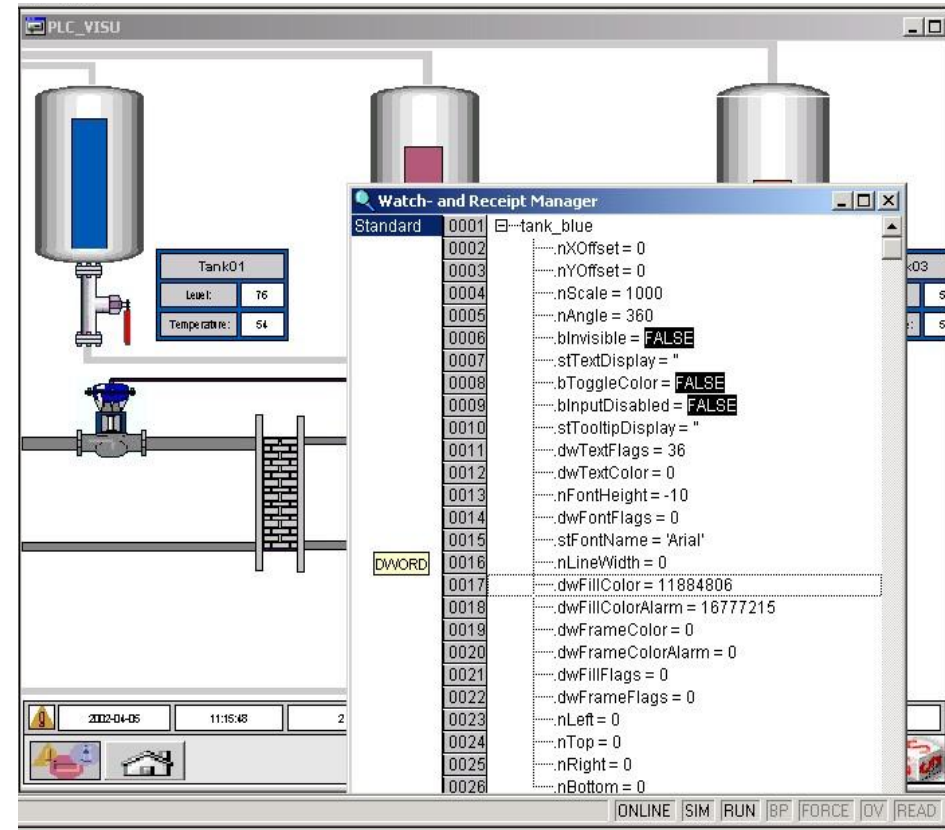 PLC_VISU
Tank01
Level: 76
Temperature: 54
k03
5
: 5
Watch- and Receipt Manager
Standard
0001 tank_blue
0002 .nXOffset = 0
0003 .nYOffset = 0
0004 .nScale = 1000
0005 .nAngle = 360
0006 .bInvisible = FALSE
0007 .stTextDisplay = "
0008 .bToggleColor = FALSE
0009 .bInputDisabled = FALSE
0010 .stTooltipDisplay = "
0011 .dwTextFlags = 36
0012 .dwTextColor = 0
0013 .nFontHeight = -10
0014 .dwFontFlags = 0
0015 .stFontName = 'Arial'
DWORD
0016 .nLineWidth = 0
0017 .dwFillColor = 11884806
0018 .dwFillColorAlarm = 16777215
0019 .dwFrameColor = 0
0020 .dwFrameColorAlarm = 0
0021 .dwFillFlags = 0
0022 .dwFrameFlags = 0
0023 .nLeft = 0
0024 .nTop = 0
0025 .nRight = 0
0026 .nBottom = 0
2002-04-05 11:15:48 2
ONLINE SIM RUN BP FORCE OV READ